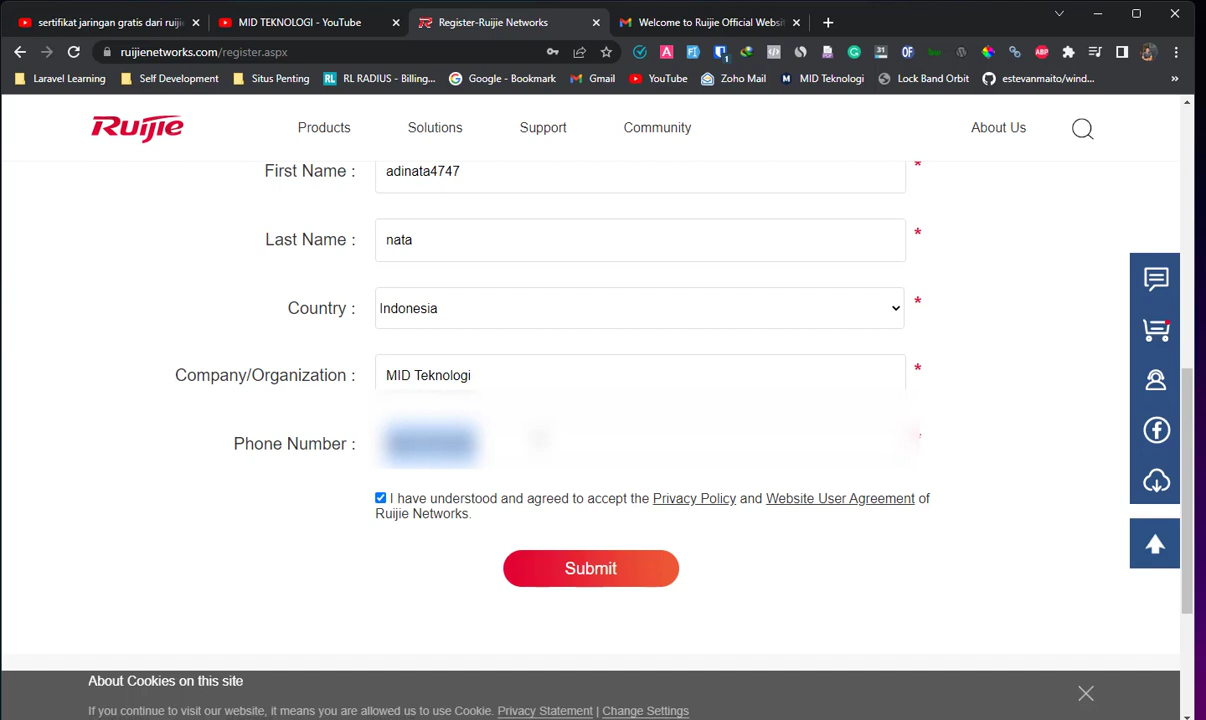 sertifikat jaringan gratis dari ruijie
MID TEKNOLOGI - YouTube
Register-Ruijie Networks
Welcome to Ruijie Official Websi
ruijienetworks.com/register.aspx
Laravel Learning
Self Development
Situs Penting
RL RADIUS - Billing...
Google - Bookmark
Gmail
YouTube
Zoho Mail
MID Teknologi
Lock Band Orbit
estevanmaito/wind...
Ruijie
Products
Solutions
Support
Community
About Us
First Name :
adinata4747
*
Last Name :
nata
*
Country :
Indonesia
*
Company/Organization :
MID Teknologi
*
Phone Number :
*
I have understood and agreed to accept the Privacy Policy and Website User Agreement of
Ruijie Networks.
Submit
About Cookies on this site
If you continue to visit our website, it means you are allowed us to use Cookie. Privacy Statement | Change Settings